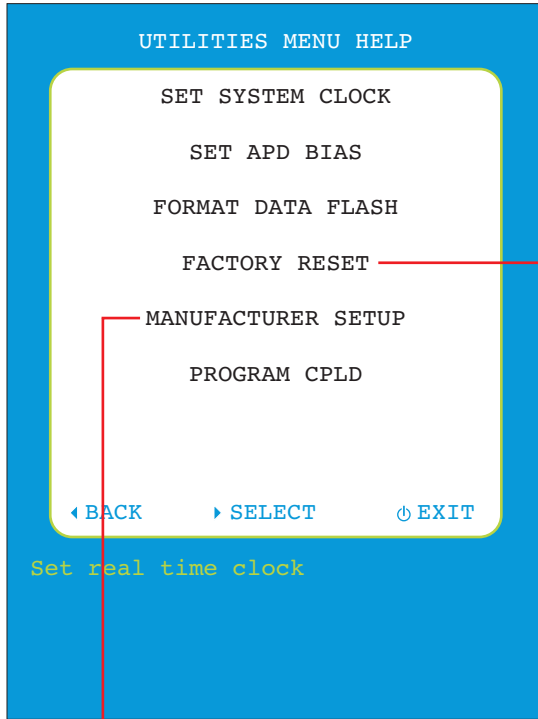 UTILITIES MENU HELP
SET SYSTEM CLOCK
SET APD BIAS
FORMAT DATA FLASH
FACTORY RESET
MANUFACTURER SETUP
PROGRAM CPLD
BACK SELECT EXIT
Set real time clock